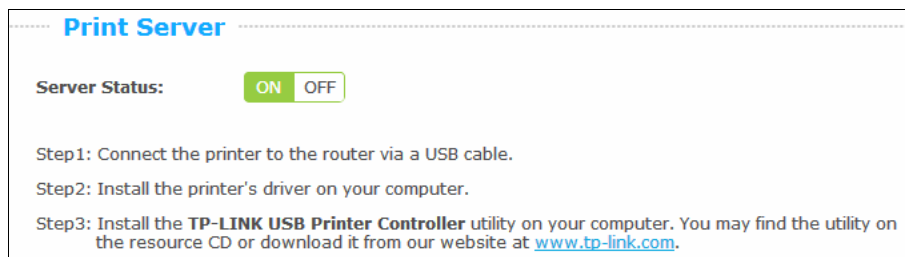 Print Server
Server Status: ON OFF
Step1: Connect the printer to the router via a USB cable.
Step2: Install the printer's driver on your computer.
Step3: Install the TP-LINK USB Printer Controller utility on your computer. You may find the utility on
the resource CD or download it from our website at www.tp-link.com.